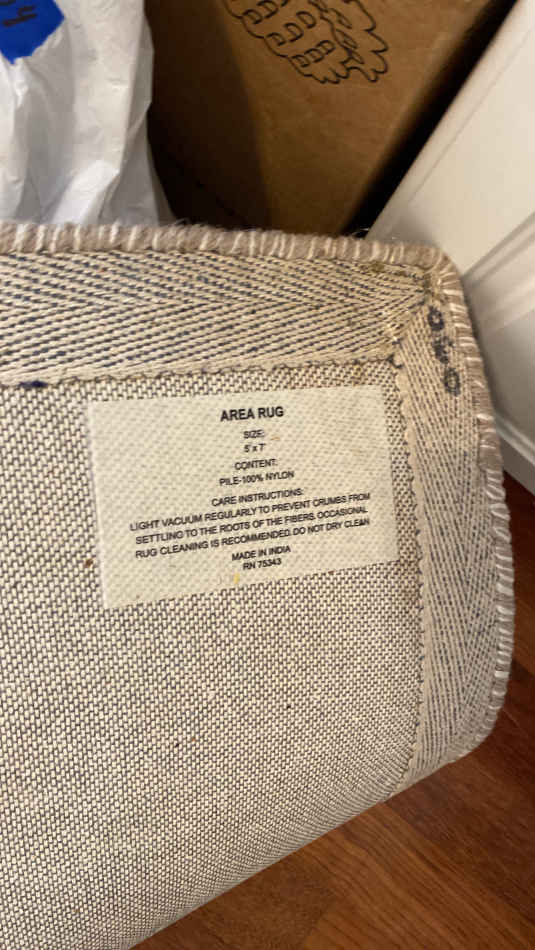 AREA RUG
SIZE:
5'x 7'
CONTENT:
PILE-100% NYLON
CARE INSTRUCTIONS:
LIGHT VACUUM REGULARLY TO PREVENT CRUMBS FROM
SETTLING TO THE ROOTS OF THE FIBERS. OCCASIONAL
RUG CLEANING IS RECOMMENDED. DO NOT DRY CLEAN
MADE IN INDIA
RN 75343